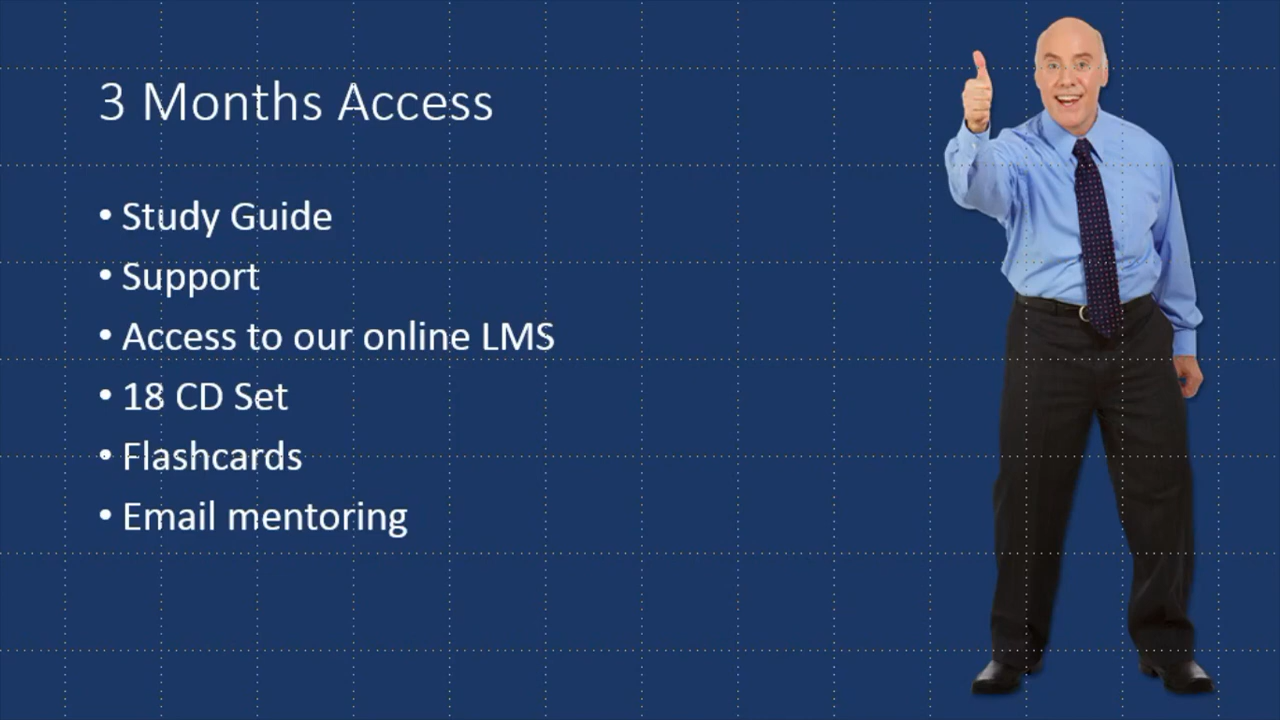 3 Months Access
• Study Guide
• Support
• Access to our online LMS
• 18 CD Set
• Flashcards
• Email mentoring